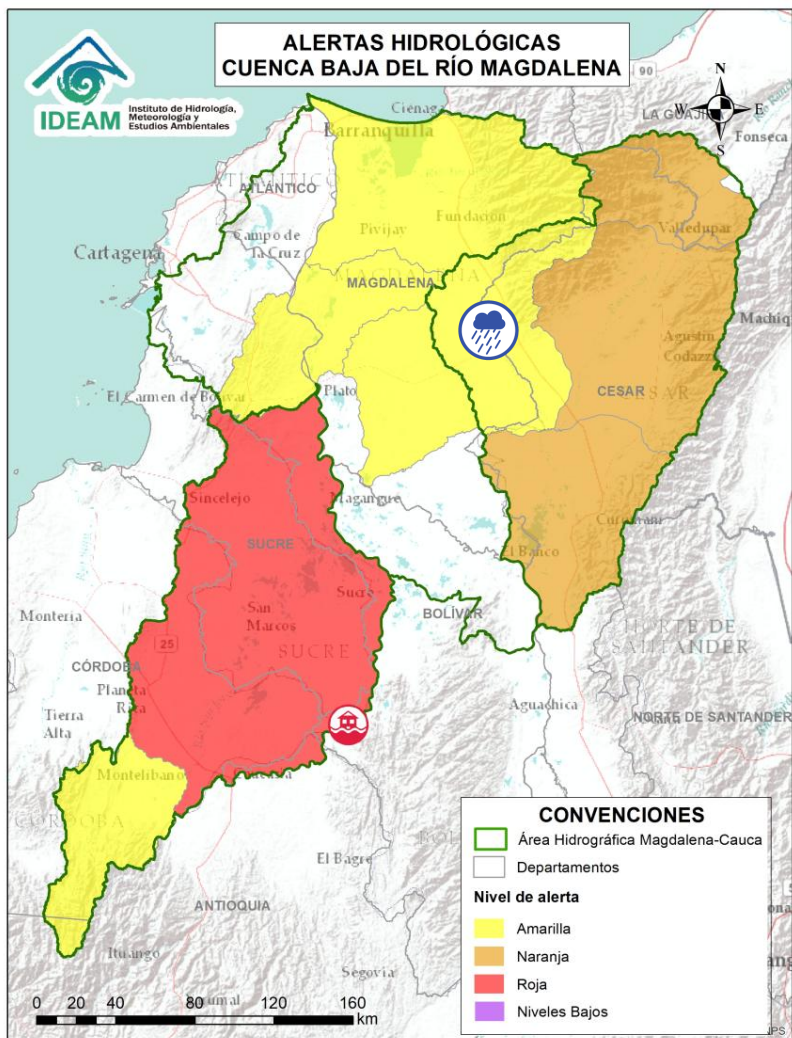 ALERTAS HIDROLÓGICAS
CUENCA BAJA DEL RÍO MAGDALENA
IDEAM
Instituto de Hidrología,
Meteorología y
Estudios Ambientales
N
W
E
S
90
Ciénaga
LA GUAJIRA
Fonseca
Barranquilla
ATLÁNTICO
Cartagena
Campo de
la Cruz
Pivijay
Fundación
Valledupar
MAGDALENA
MAGDALENA
Agustín
Codazzi
CESAR
El Carmen de Bolívar
Plato
Sincelejo
Magangue
SUCRE
Curumaní
El Banco
Sucre
San
Marcos
SUCRE
BOLÍVAR
Montería
25
CÓRDOBA
Planeta
Rica
Tierra
Alta
Aguachica
NORTE DE
SANTANDER
NORTE DE SANTANDER
Montelibano
Caucasia
CÓRDOBA
El Bagre
ANTIOQUIA
Ituango
Segovia
0 20 40 80 120 160
km
CONVENCIONES
Área Hidrográfica Magdalena-Cauca
Departamentos
Nivel de alerta
Amarilla
Naranja
Roja
Niveles Bajos